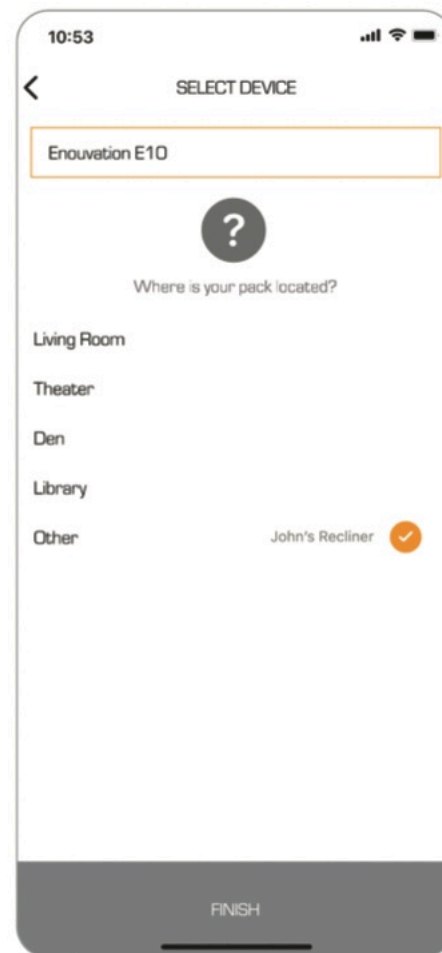 10:53
SELECT DEVICE
Enouvation E10
?
Where is your pack located?
Living Room
Theater
Den
Library
Other John's Recliner
FINISH